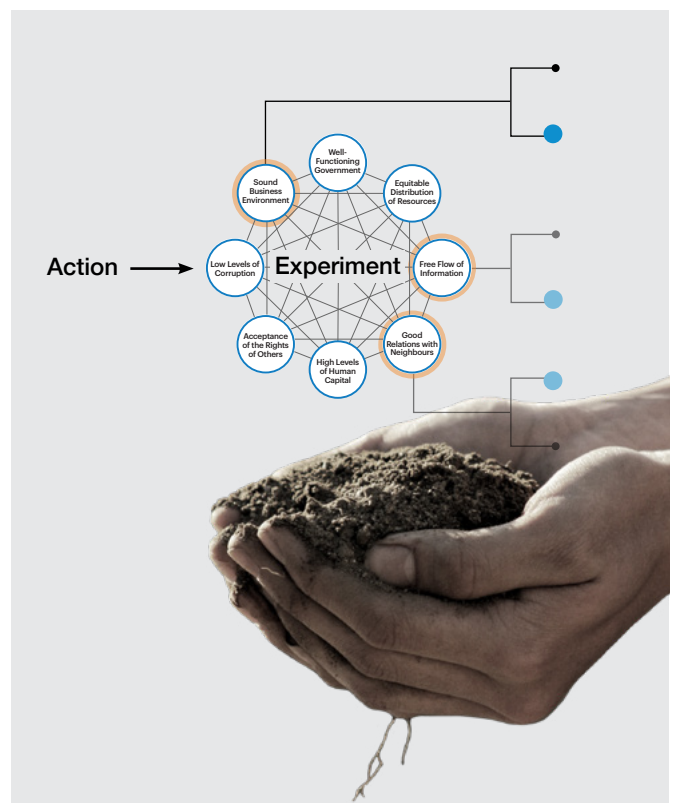 Well-
Functioning
Government
Sound
Business
Environment
Equitable
Distribution
of Resources
Action
Low Levels of
Corruption
Experiment
Free Flow of
Information
Acceptance
of the Rights
of Others
Good
Relations with
Neighbours
High Levels
of Human
Capital